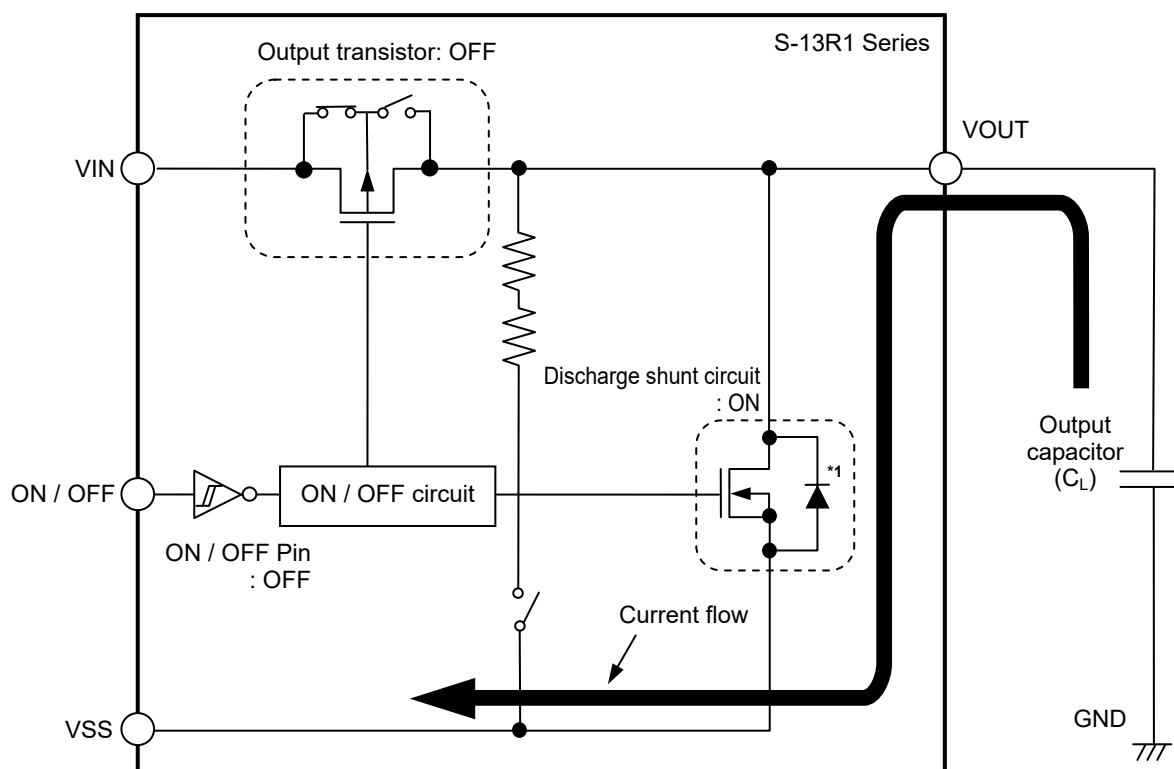 S-13R1 Series
Output transistor: OFF
VOUT
VIN
Discharge shunt circuit
: ON
*1
Output
capacitor
(CL)
ON / OFF
ON / OFF circuit
ON / OFF Pin
: OFF
Current flow
VSS
GND